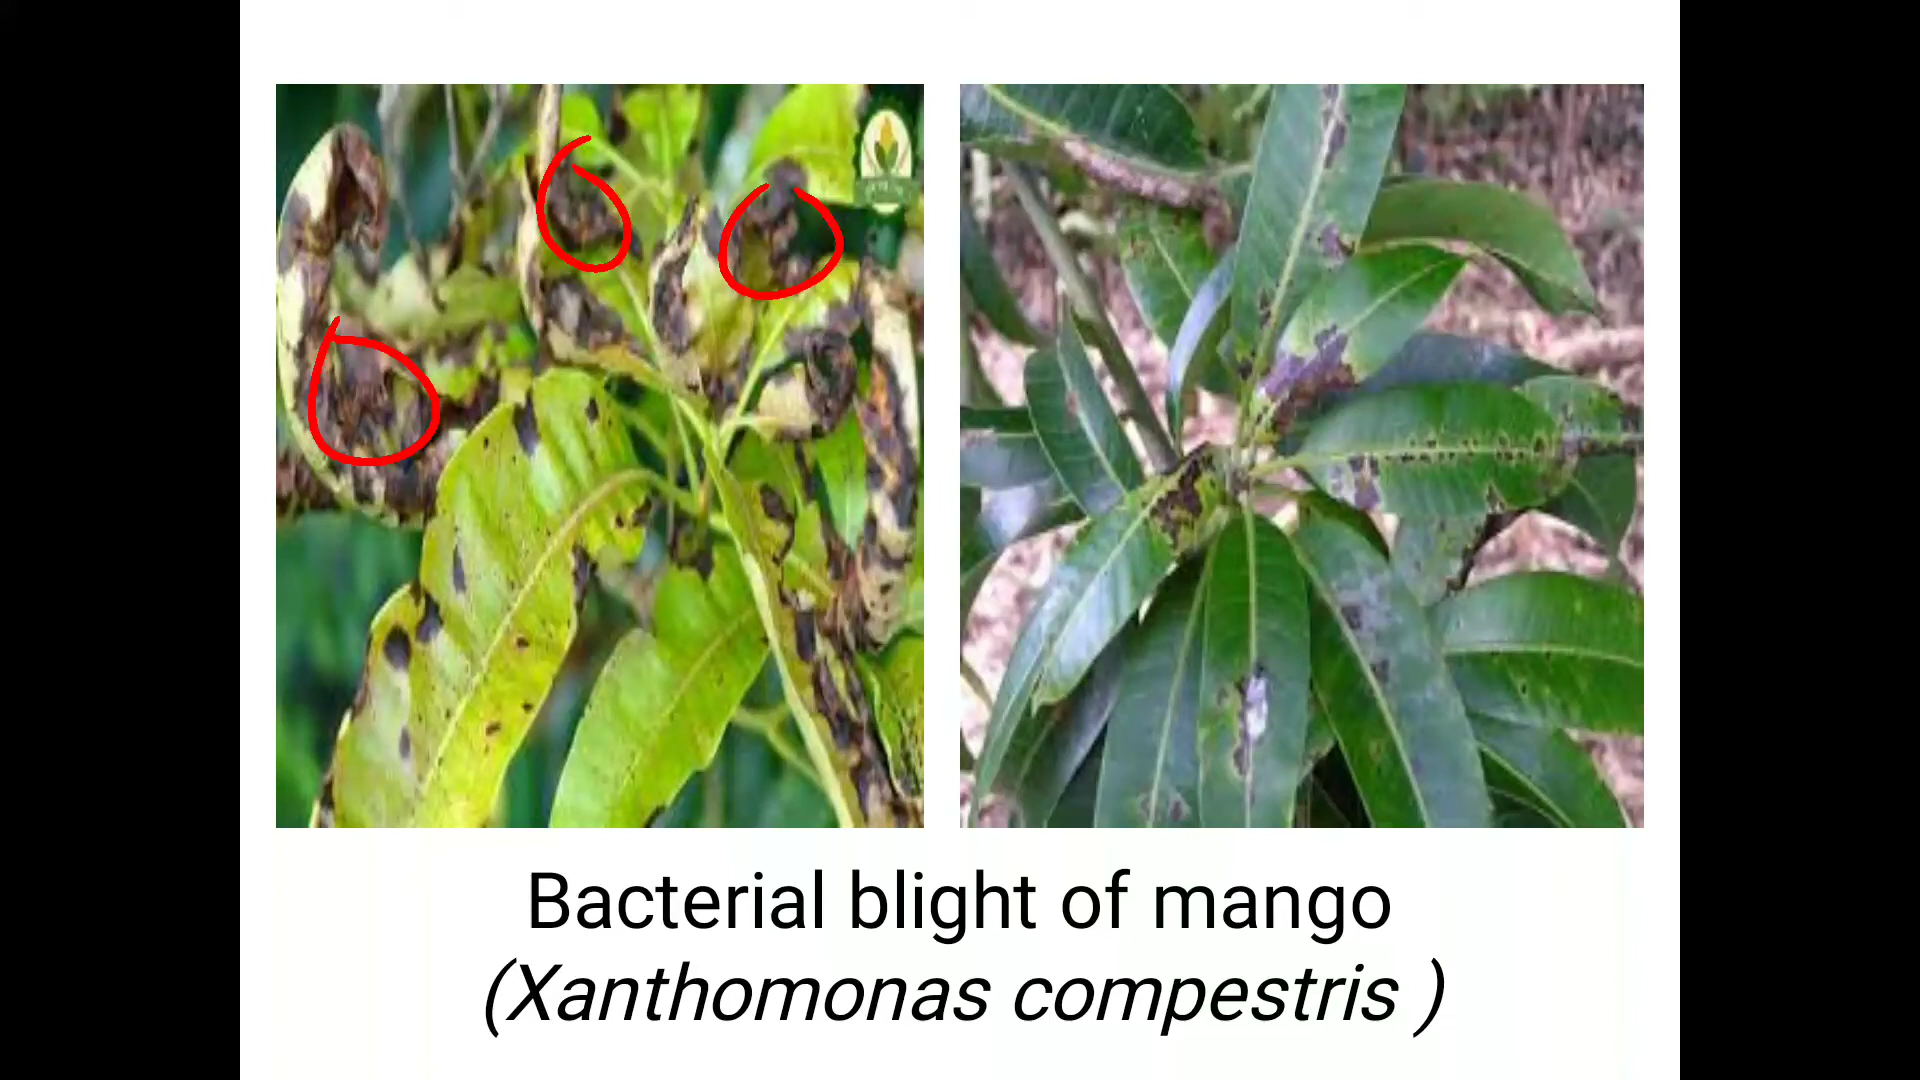 Bacterial blight of mango
(Xanthomonas compestris )